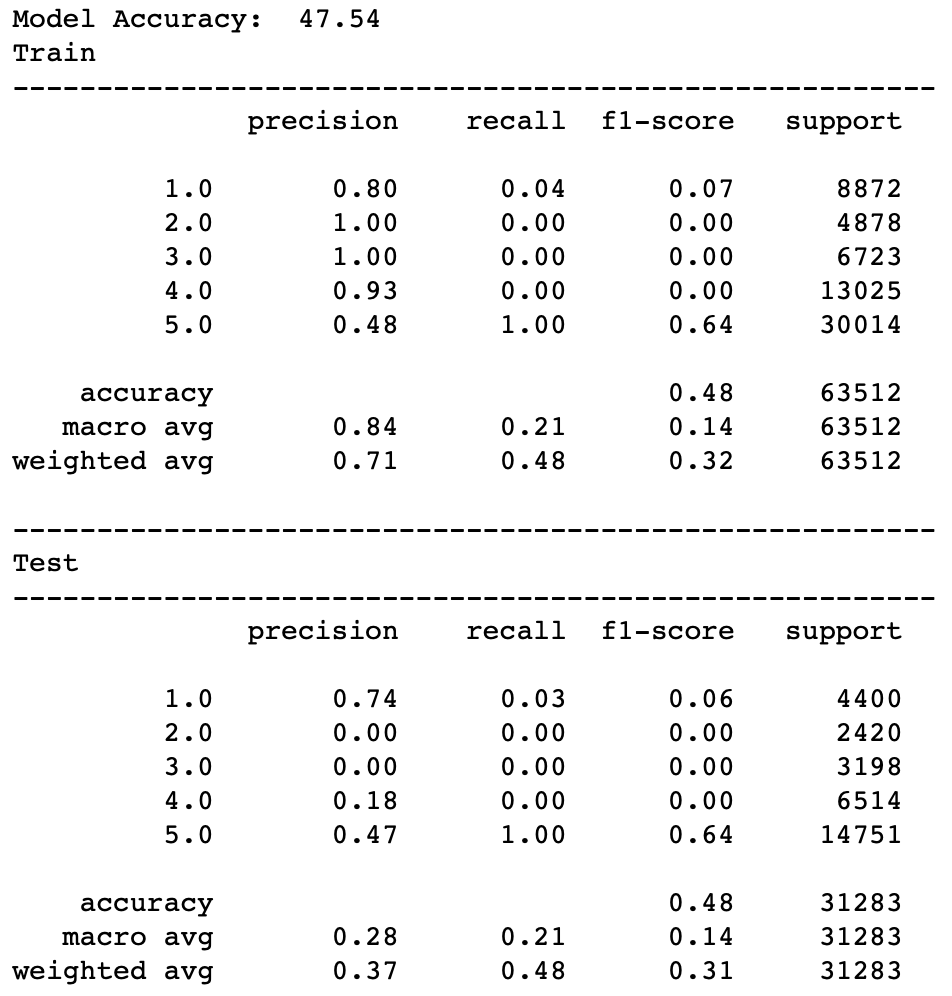 Model Accuracy:  47.54
Train
-------------------------------------------------------
              precision    recall  f1-score   support

         1.0       0.80      0.04      0.07      8872
         2.0       1.00      0.00      0.00      4878
         3.0       1.00      0.00      0.00      6723
         4.0       0.93      0.00      0.00     13025
         5.0       0.48      1.00      0.64     30014

    accuracy                           0.48     63512
   macro avg       0.84      0.21      0.14     63512
weighted avg       0.71      0.48      0.32     63512

-------------------------------------------------------
Test
-------------------------------------------------------
              precision    recall  f1-score   support

         1.0       0.74      0.03      0.06      4400
         2.0       0.00      0.00      0.00      2420
         3.0       0.00      0.00      0.00      3198
         4.0       0.18      0.00      0.00      6514
         5.0       0.47      1.00      0.64     14751

    accuracy                           0.48     31283
   macro avg       0.28      0.21      0.14     31283
weighted avg       0.37      0.48      0.31     31283